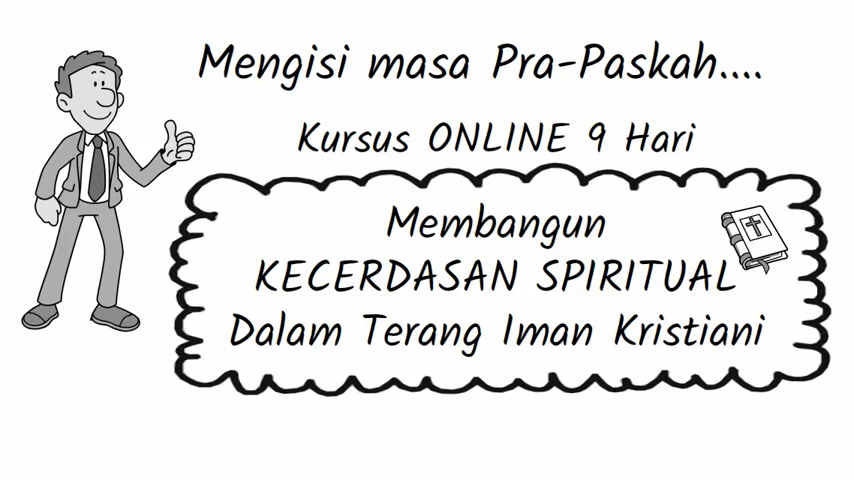 Mengisi masa Pra-Paskah....
Kursus ONLINE 9 Hari
Membangun
KECERDASAN SPIRITUAL
Dalam Terang Iman Kristiani